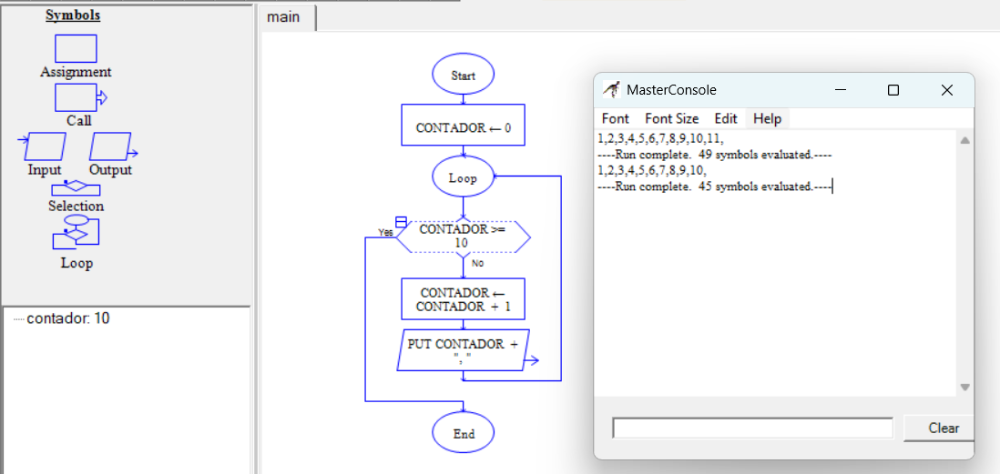 Symbols
Assignment
Call
Input
Output
Selection
Loop
contador: 10
main
Start
CONTADOR ← 0
Loop
CONTADOR >=
10
Yes
No
CONTADOR ←
CONTADOR + 1
PUT CONTADOR +
", "
End
MasterConsole
Font Font Size Edit Help
1,2,3,4,5,6,7,8,9,10,11,
----Run complete. 49 symbols evaluated.----
1,2,3,4,5,6,7,8,9,10,
----Run complete. 45 symbols evaluated.----
Clear